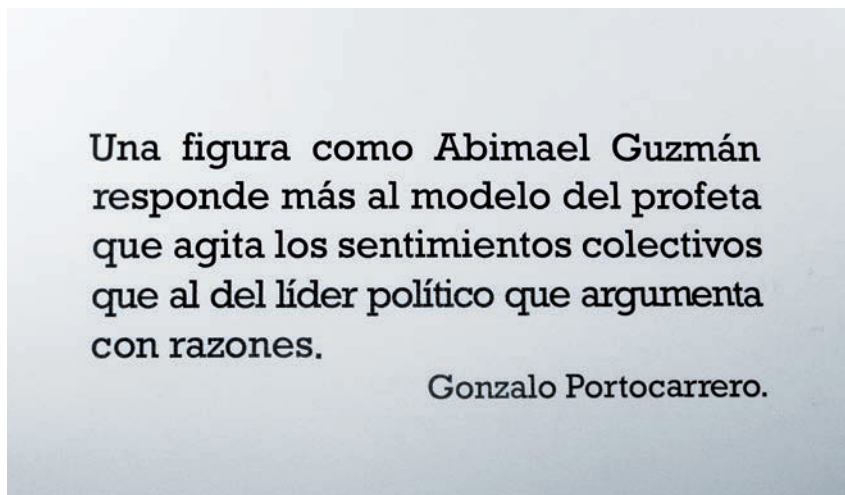 Una figura como Abimael Guzmán
responde más al modelo del profeta
que agita los sentimientos colectivos
que al del líder político que argumenta
con razones.
Gonzalo Portocarrero.